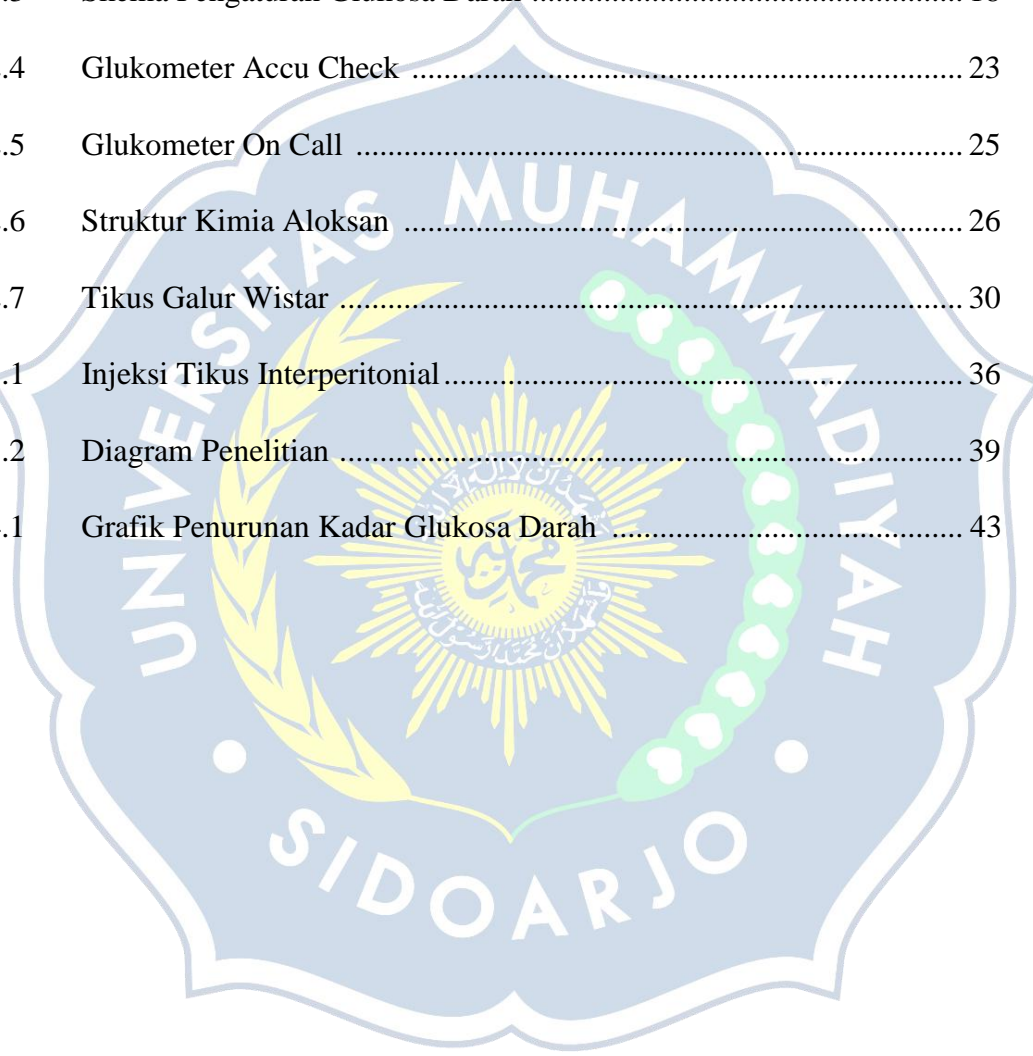 .4 Glukometer Accu Check ..................................................................... 23
.5 Glukometer On Call ............................................................................ 25
.6 Struktur Kimia Aloksan ...................................................................... 26
.7 Tikus Galur Wistar .............................................................................. 30
.1 Injeksi Tikus Interperitonial ................................................................. 36
.2 Diagram Penelitian .............................................................................. 39
.1 Grafik Penurunan Kadar Glukosa Darah ............................................ 43
UNIVERSITAS MUHAMMADIYAH
SIDOARJO